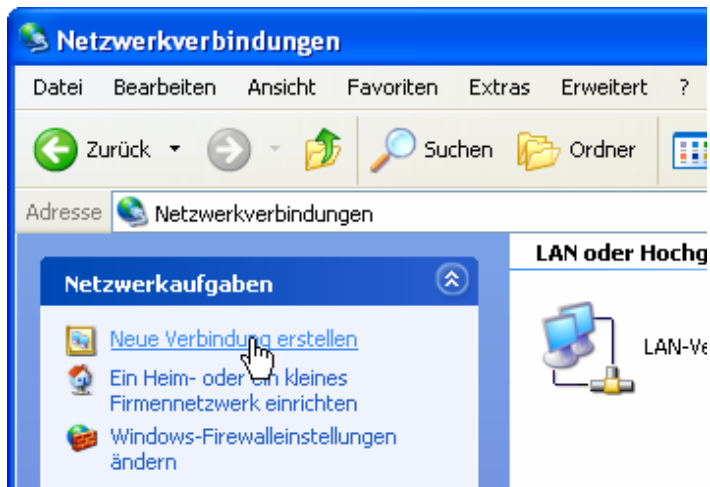 Netzwerkverbindungen
Datei Bearbeiten Ansicht Favoriten Extras Erweitert ?
Zurück Suchen Ordner
Adresse Netzwerkverbindungen
LAN oder Hochg
Netzwerkaufgaben
Neue Verbindung erstellen
LAN-Ve
Ein Heim- oder ein kleines
Firmennetzwerk einrichten
Windows-Firewalleinstellungen
ändern